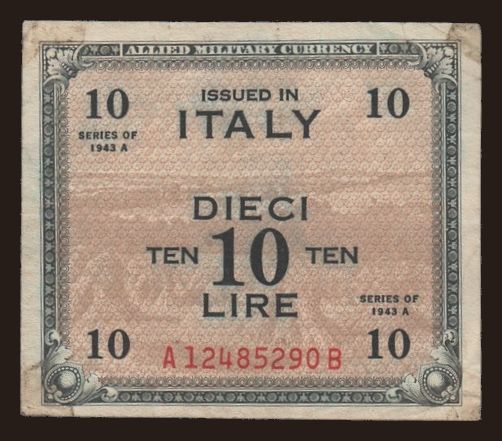 ALLIED MILITARY CURRENCY
10 ISSUED IN 10
ITALY
SERIES OF
1943 A
DIECI
TEN 10 TEN
LIRE
SERIES OF
1943 A
10 A 12485290 B 10